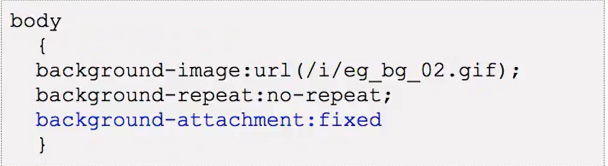 body
{
background-image:url(/i/eg_bg_02.gif);
background-repeat:no-repeat;
background-attachment:fixed
}